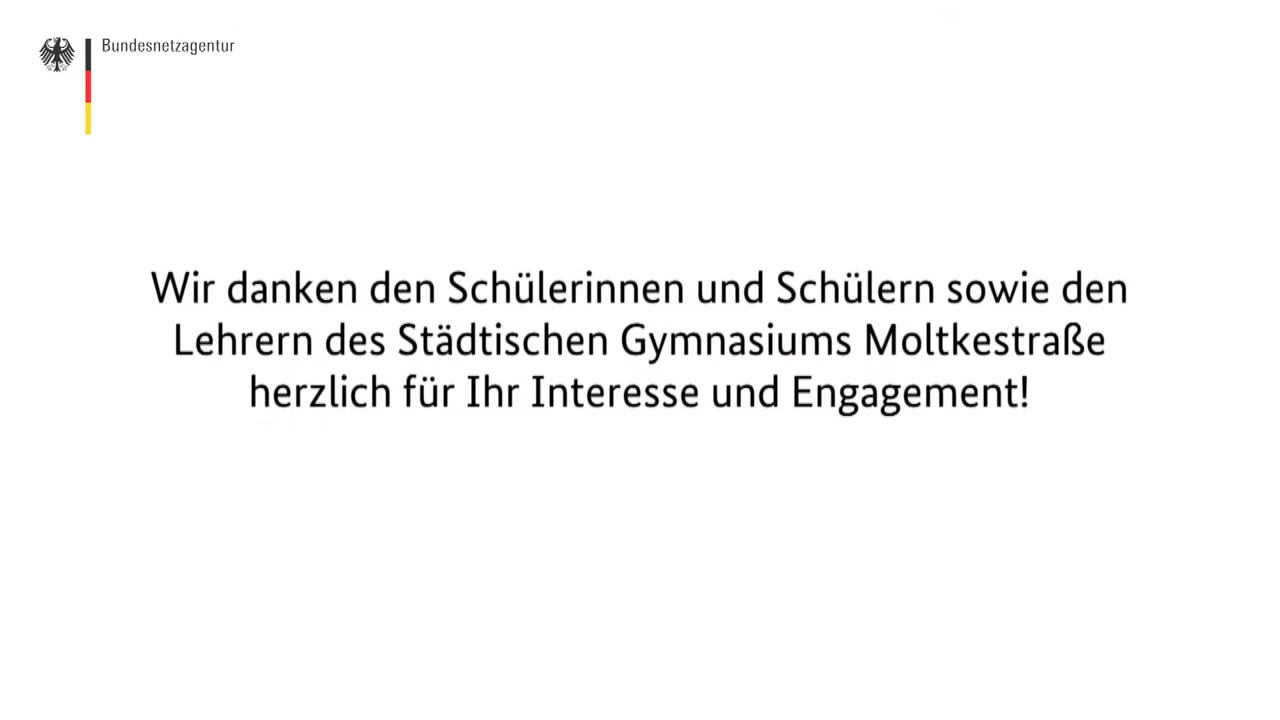 Bundesnetzagentur
Wir danken den Schülerinnen und Schülern sowie den
Lehrern des Städtischen Gymnasiums Moltkestraße
herzlich für Ihr Interesse und Engagement!